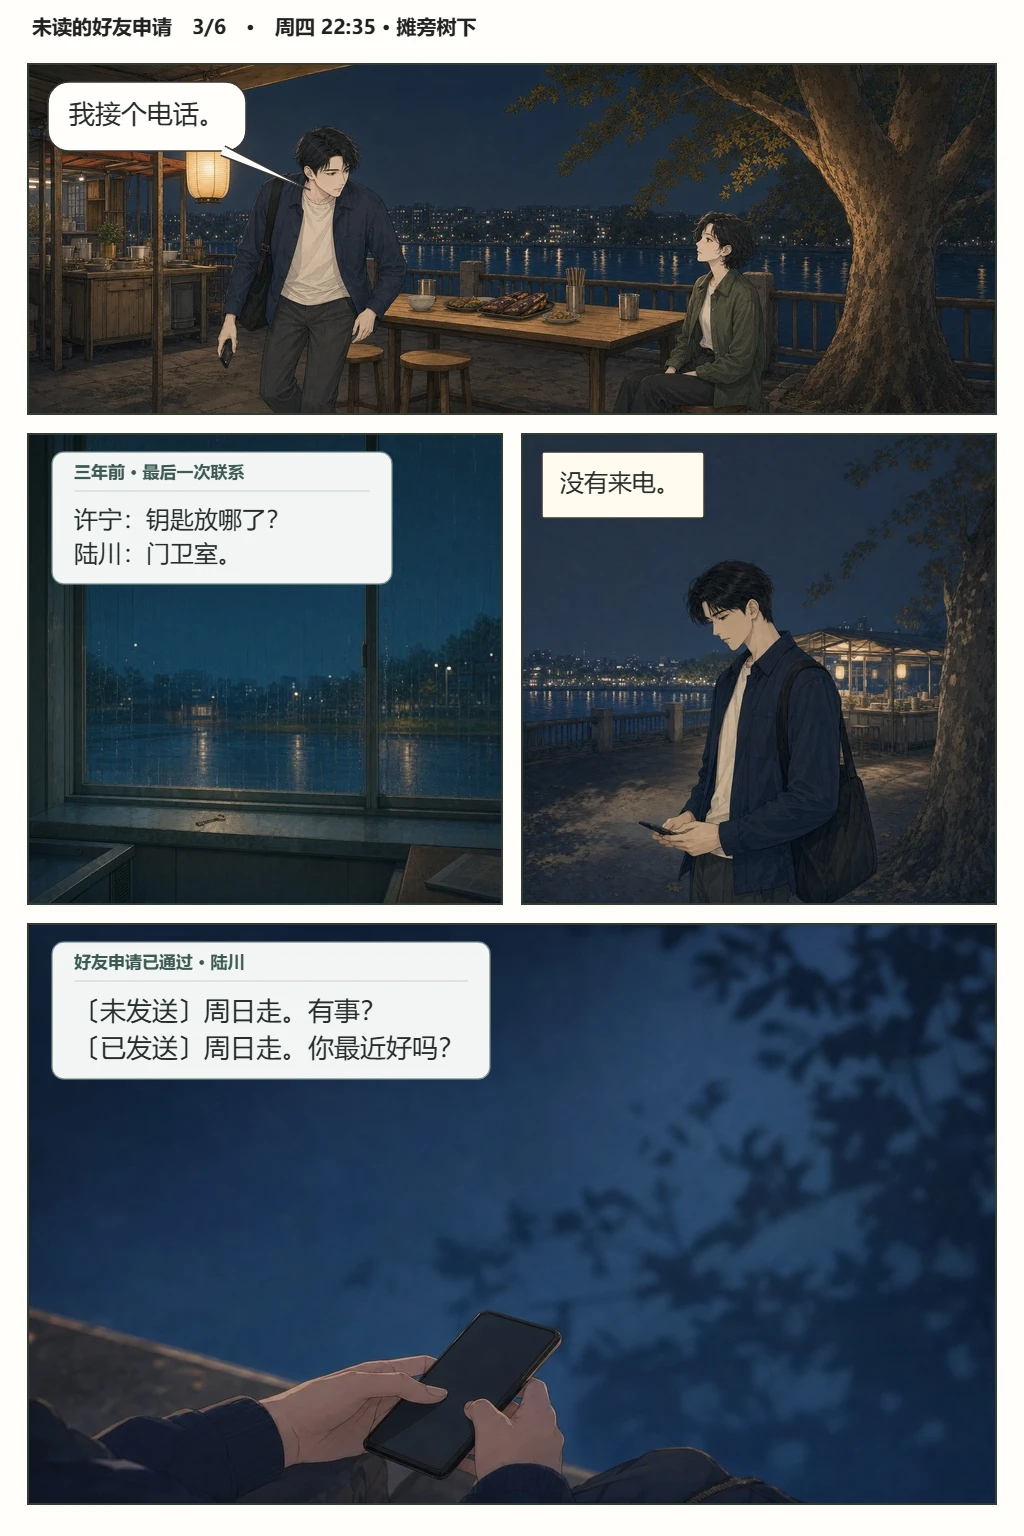 未读的好友申请 3/6 • 周四 22:35 • 摊旁树下
我接个电话。
三年前 • 最后一次联系
许宁：钥匙放哪了？
陆川：门卫室。
没有来电。
好友申请已通过 • 陆川
〔未发送〕周日走。有事？
〔已发送〕周日走。你最近好吗？